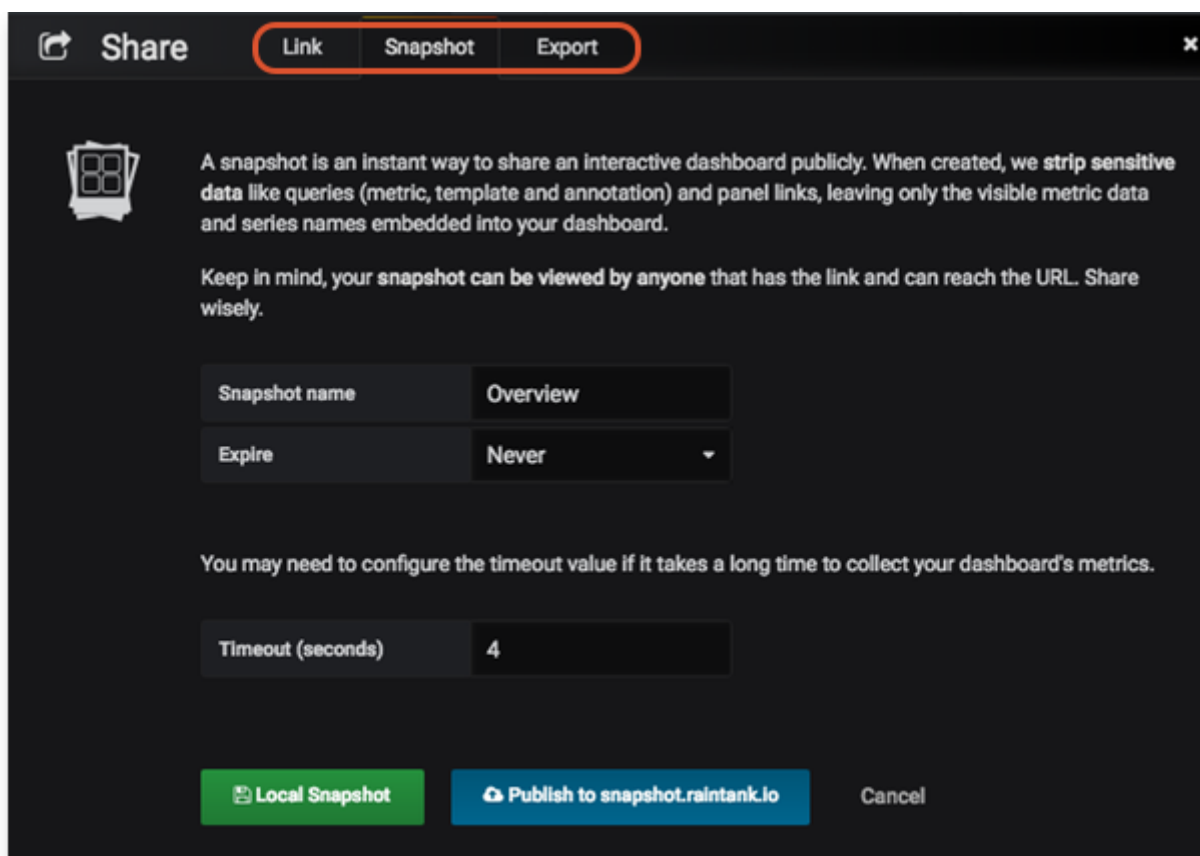 Share Link Snapshot Export
A snapshot is an instant way to share an interactive dashboard publicly. When created, we strip sensitive
data like queries (metric, template and annotation) and panel links, leaving only the visible metric data
and series names embedded into your dashboard.
Keep in mind, your snapshot can be viewed by anyone that has the link and can reach the URL. Share
wisely.
Snapshot name Overview
Expire Never
You may need to configure the timeout value if it takes a long time to collect your dashboard's metrics.
Timeout (seconds) 4
Local Snapshot Publish to snapshot.raintank.io Cancel